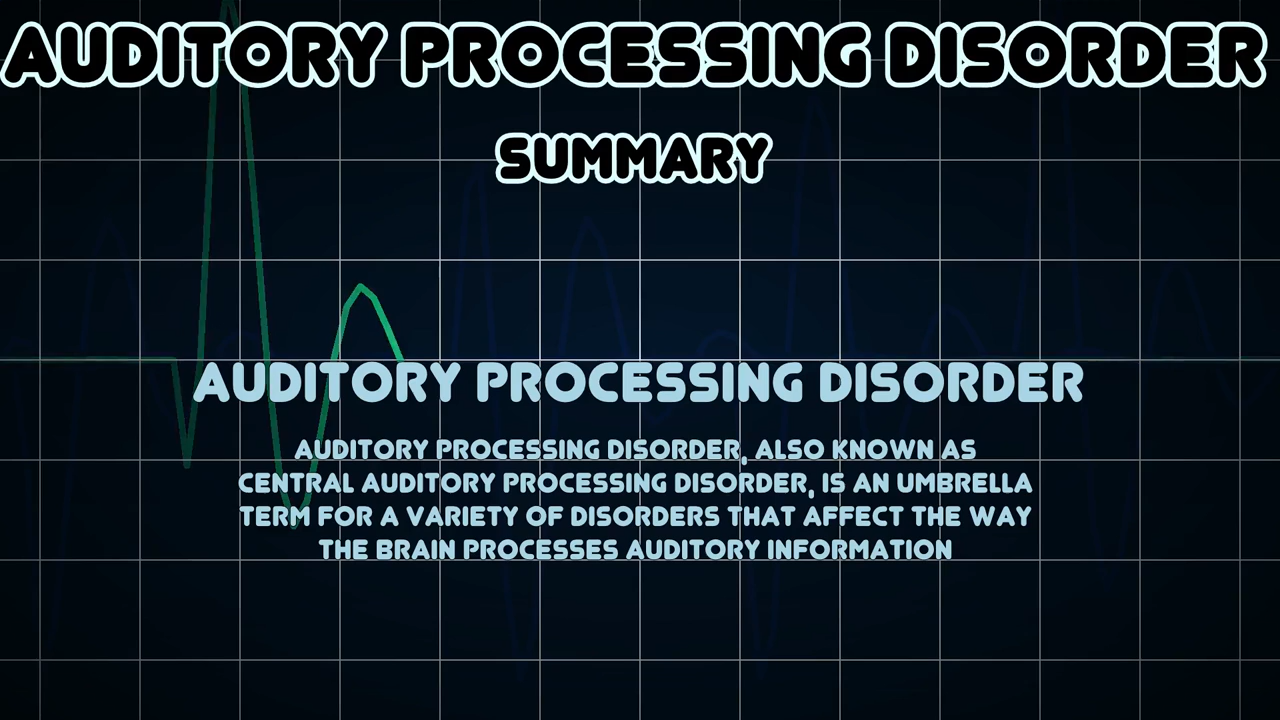 AUDITORY PROCESSING DISORDER
SUMMARY
AUDITORY PROCESSING DISORDER
AUDITORY PROCESSING DISORDER, ALSO KNOWN AS
CENTRAL AUDITORY PROCESSING DISORDER, IS AN UMBRELLA
TERM FOR A VARIETY OF DISORDERS THAT AFFECT THE WAY
THE BRAIN PROCESSES AUDITORY INFORMATION